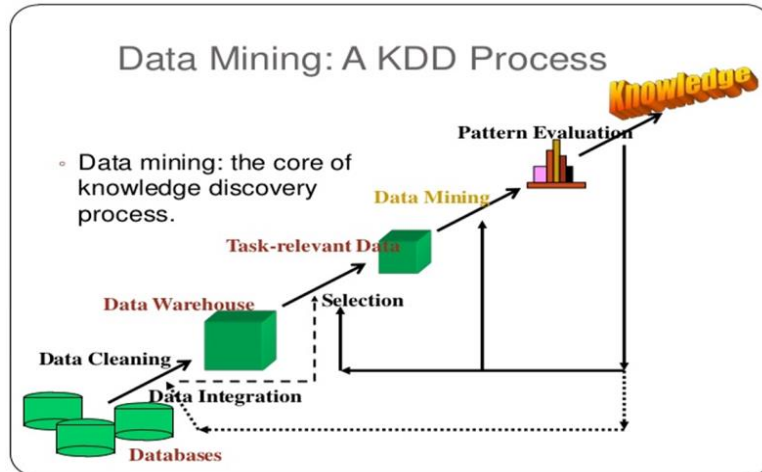 Data Mining: A KDD Process
Knowledge
Pattern Evaluation
◦ Data mining: the core of
knowledge discovery
process.
Data Mining
Task-relevant Data
Selection
Data Warehouse
Data Cleaning
Data Integration
Databases